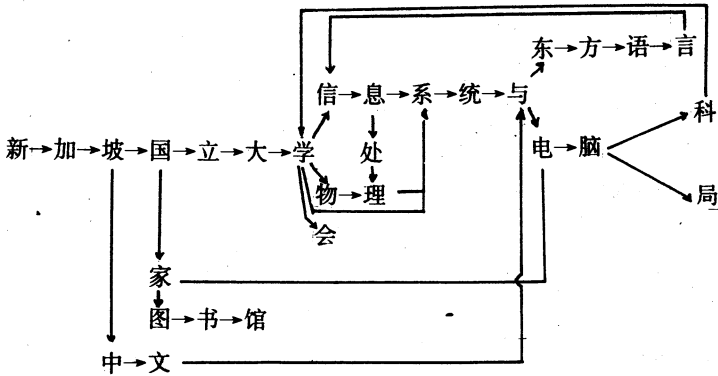 东→方→语→言
信→息→系→统→与
科
新→加→坡→国→立→大→学
处
电→脑
物→理
局
会
家
图→书→馆
中→文